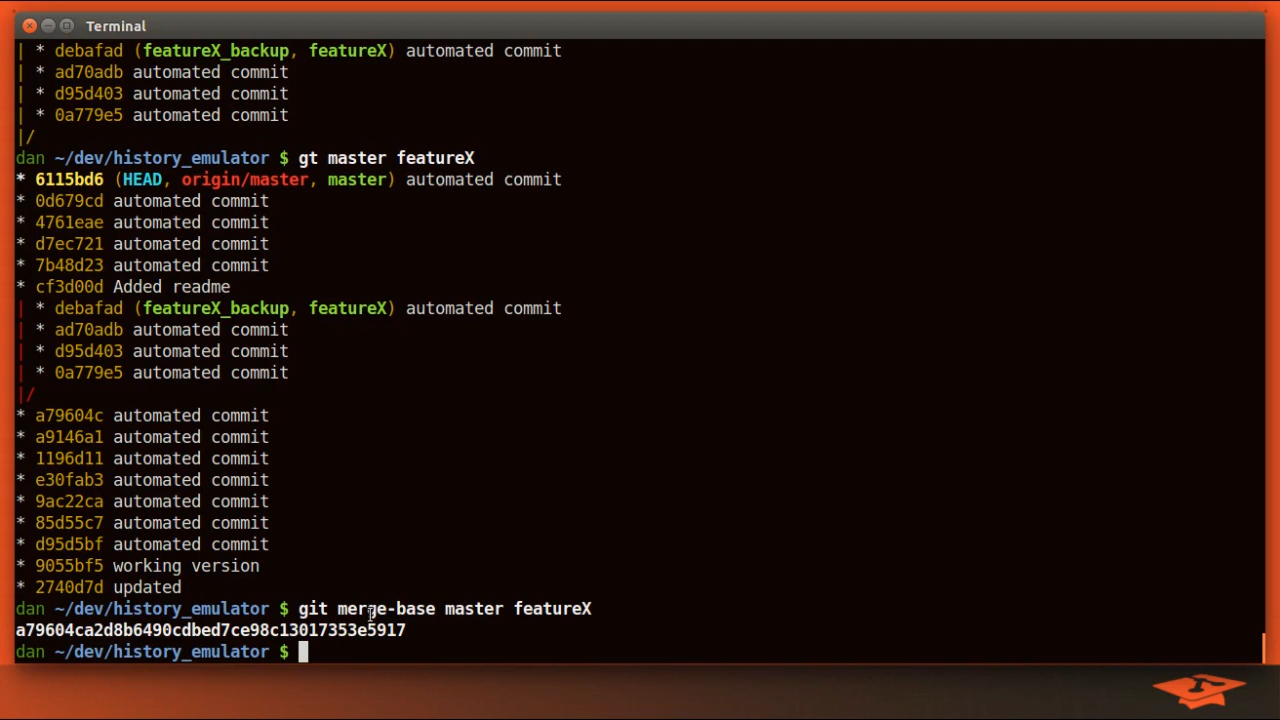 Terminal
| * debafad (featureX_backup, featureX) automated commit
| * ad70adb automated commit
| * d95d403 automated commit
| * 0a779e5 automated commit
|/
dan ~/dev/history_emulator $ gt master featureX
* 6115bd6 (HEAD, origin/master, master) automated commit
* 0d679cd automated commit
* 4761eae automated commit
* d7ec721 automated commit
* 7b48d23 automated commit
* cf3d00d Added readme
| * debafad (featureX_backup, featureX) automated commit
| * ad70adb automated commit
| * d95d403 automated commit
| * 0a779e5 automated commit
|/
* a79604c automated commit
* a9146a1 automated commit
* 1196d11 automated commit
* e30fab3 automated commit
* 9ac22ca automated commit
* 85d55c7 automated commit
* d95d5bf automated commit
* 9055bf5 working version
* 2740d7d updated
dan ~/dev/history_emulator $ git merge-base master featureX
a79604ca2d8b6490cdbed7ce98c13017353e5917
dan ~/dev/history_emulator $